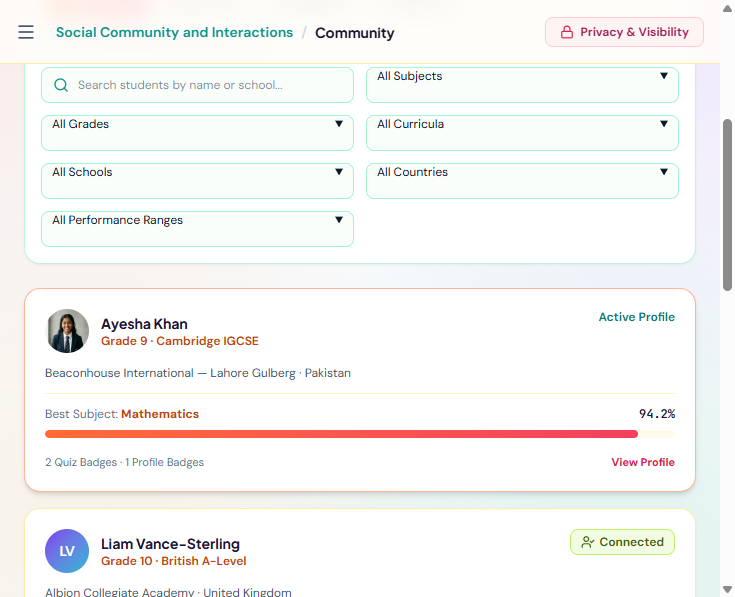 Social Community and Interactions / Community
Privacy & Visibility
Search students by name or school...
All Subjects
All Grades
All Curricula
All Schools
All Countries
All Performance Ranges
Ayesha Khan
Active Profile
Grade 9 · Cambridge IGCSE
Beaconhouse International — Lahore Gulberg · Pakistan
Best Subject: Mathematics
94.2%
2 Quiz Badges · 1 Profile Badges
View Profile
LV
Liam Vance-Sterling
Connected
Grade 10 · British A-Level
Albion Collegiate Academy · United Kingdom